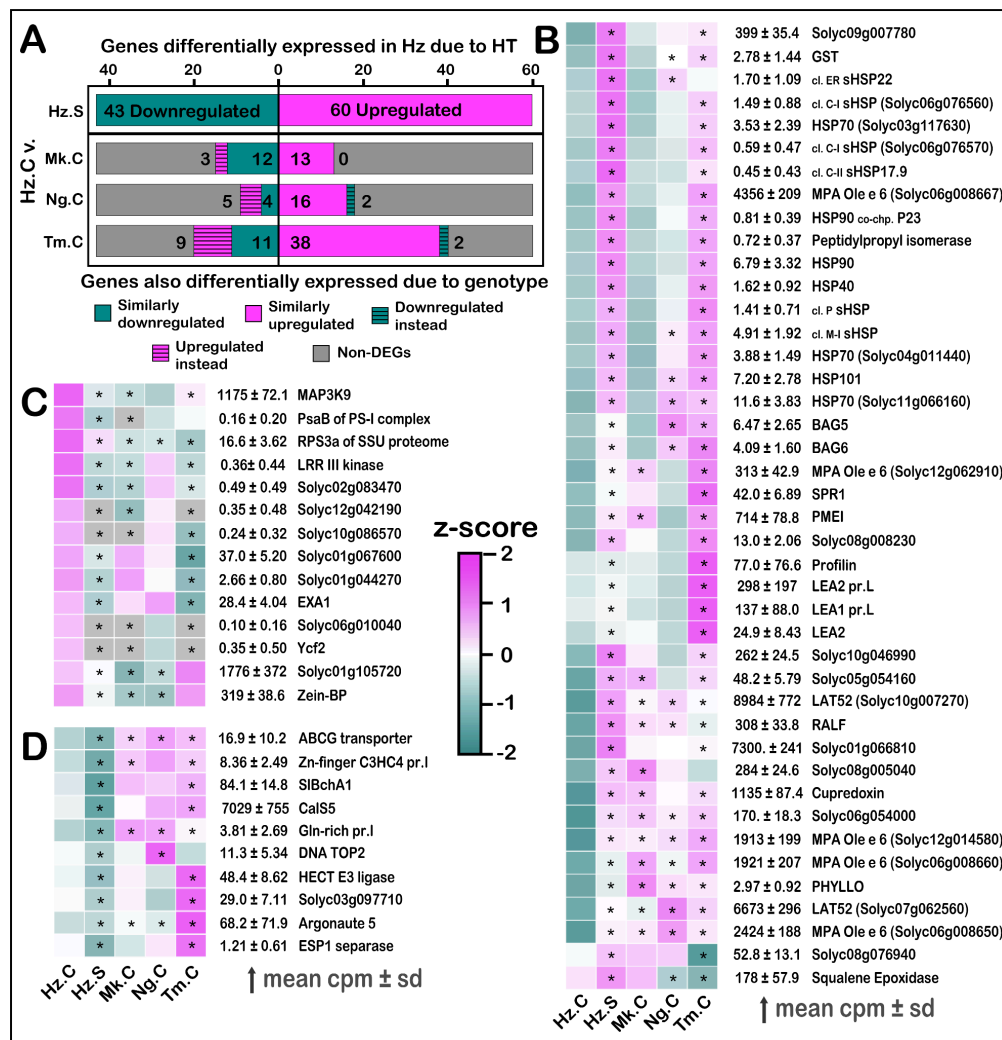 A
Genes differentially expressed in Hz due to HT
40 20 0 20 40 60
Hz.S
43 Downregulated
60 Upregulated
Hz.C v.
Mk.C
3 12 13 0
Ng.C
5 4 16 2
Tm.C
9 11 38 2
Genes also differentially expressed due to genotype
Similarly downregulated
Similarly upregulated
Downregulated instead
Upregulated instead
Non-DEGs
B
399 ± 35.4 Solyc09g007780
2.78 ± 1.44 GST
1.70 ± 1.09 cl. ER sHSP22
1.49 ± 0.88 cl. C-I sHSP (Solyc06g076560)
3.53 ± 2.39 HSP70 (Solyc03g117630)
0.59 ± 0.47 cl. C-I sHSP (Solyc06g076570)
0.45 ± 0.43 cl. C-II sHSP17.9
4356 ± 209 MPA Ole e 6 (Solyc06g008667)
0.81 ± 0.39 HSP90 co-chp. P23
0.72 ± 0.37 Peptidylpropyl isomerase
6.79 ± 3.32 HSP90
1.62 ± 0.92 HSP40
1.41 ± 0.71 cl. P sHSP
4.91 ± 1.92 cl. M-I sHSP
3.88 ± 1.49 HSP70 (Solyc04g011440)
7.20 ± 2.78 HSP101
11.6 ± 3.83 HSP70 (Solyc11g066160)
6.47 ± 2.65 BAG5
4.09 ± 1.60 BAG6
313 ± 42.9 MPA Ole e 6 (Solyc12g062910)
42.0 ± 6.89 SPR1
714 ± 78.8 PMEI
13.0 ± 2.06 Solyc08g008230
77.0 ± 76.6 Profilin
298 ± 197 LEA2 pr.L
137 ± 88.0 LEA1 pr.L
24.9 ± 8.43 LEA2
262 ± 24.5 Solyc10g046990
48.2 ± 5.79 Solyc05g054160
8984 ± 772 LAT52 (Solyc10g007270)
308 ± 33.8 RALF
7300. ± 241 Solyc01g066810
284 ± 24.6 Solyc08g005040
1135 ± 87.4 Cupredoxin
170. ± 18.3 Solyc06g054000
1913 ± 199 MPA Ole e 6 (Solyc12g014580)
1921 ± 207 MPA Ole e 6 (Solyc06g008660)
2.97 ± 0.92 PHYLLO
6673 ± 296 LAT52 (Solyc07g062560)
2424 ± 188 MPA Ole e 6 (Solyc06g008650)
52.8 ± 13.1 Solyc08g076940
178 ± 57.9 Squalene Epoxidase
Hz.C Hz.S Mk.C Ng.C Tm.C
↑ mean cpm ± sd
C
1175 ± 72.1 MAP3K9
0.16 ± 0.20 PsaB of PS-I complex
16.6 ± 3.62 RPS3a of SSU proteome
0.36± 0.44 LRR III kinase
0.49 ± 0.49 Solyc02g083470
0.35 ± 0.48 Solyc12g042190
0.24 ± 0.32 Solyc10g086570
37.0 ± 5.20 Solyc01g067600
2.66 ± 0.80 Solyc01g044270
28.4 ± 4.04 EXA1
0.10 ± 0.16 Solyc06g010040
0.35 ± 0.50 Ycf2
1776 ± 372 Solyc01g105720
319 ± 38.6 Zein-BP
z-score
2
1
0
-1
-2
D
16.9 ± 10.2 ABCG transporter
8.36 ± 2.49 Zn-finger C3HC4 pr.l
84.1 ± 14.8 SlBchA1
7029 ± 755 CalS5
3.81 ± 2.69 Gln-rich pr.l
11.3 ± 5.34 DNA TOP2
48.4 ± 8.62 HECT E3 ligase
29.0 ± 7.11 Solyc03g097710
68.2 ± 71.9 Argonaute 5
1.21 ± 0.61 ESP1 separase
Hz.C Hz.S Mk.C Ng.C Tm.C
↑ mean cpm ± sd